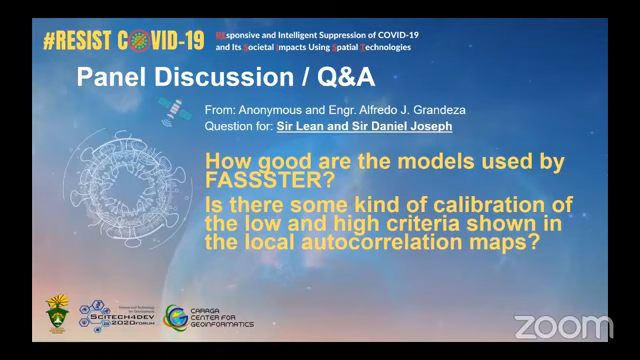 #RESIST COVID-19
REsponsive and Intelligent Suppression of COVID-19
and Its Societal Impacts Using Spatial Technologies
Panel Discussion / Q&A
From: Anonymous and Engr. Alfredo J. Grandeza
Question for: Sir Lean and Sir Daniel Joseph
How good are the models used by
FASSSTER?
Is there some kind of calibration of
the low and high criteria shown in
the local autocorrelation maps?
SCITECH4DEV
2020 FORUM
CARAGA
CENTER FOR
GEOINFORMATICS
zoom